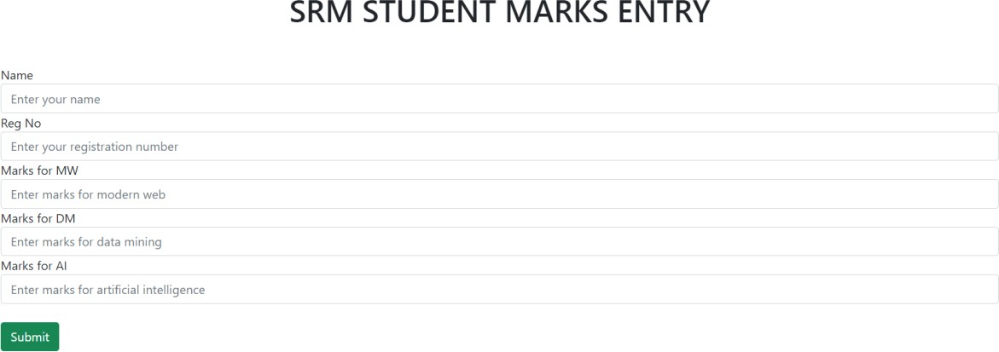 SRM STUDENT MARKS ENTRY
Name
Enter your name
Reg No
Enter your registration number
Marks for MW
Enter marks for modern web
Marks for DM
Enter marks for data mining
Marks for AI
Enter marks for artificial intelligence
Submit